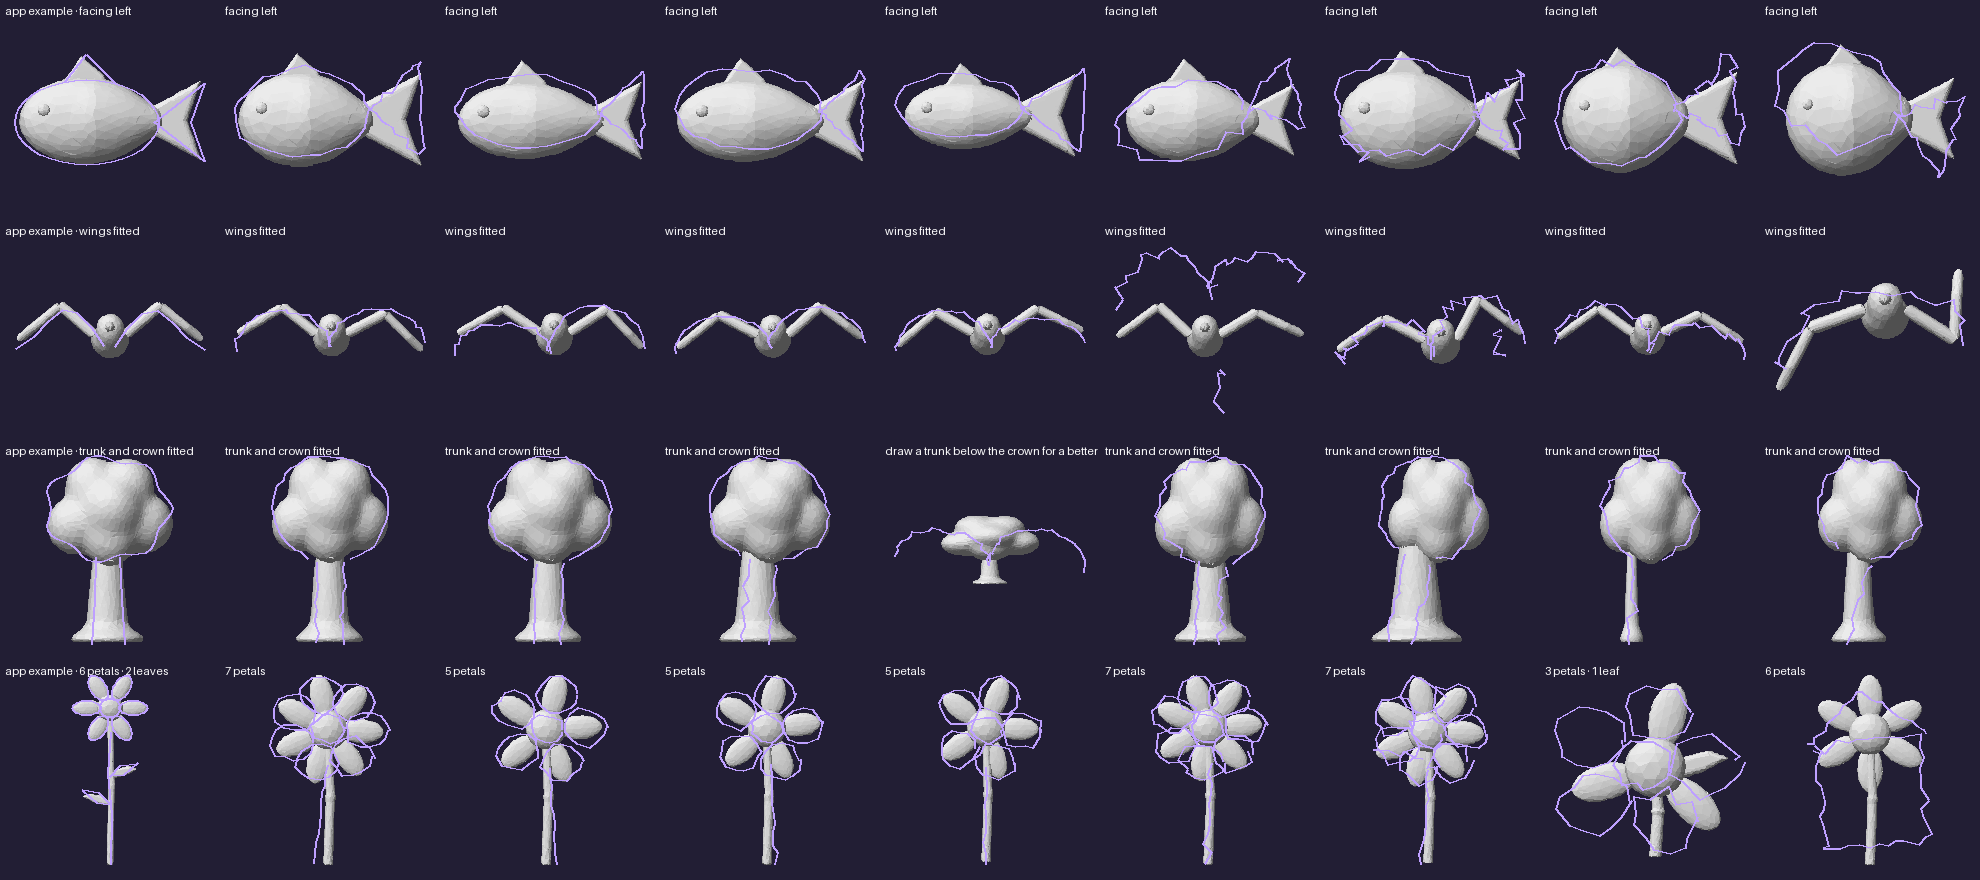 app example · facing left
facing left
facing left
facing left
facing left
facing left
facing left
facing left
facing left
app example · wings fitted
wings fitted
wings fitted
wings fitted
wings fitted
wings fitted
wings fitted
wings fitted
wings fitted
app example · trunk and crown fitted
trunk and crown fitted
trunk and crown fitted
trunk and crown fitted
draw a trunk below the crown for a better
trunk and crown fitted
trunk and crown fitted
trunk and crown fitted
trunk and crown fitted
app example · 6 petals · 2 leaves
7 petals
5 petals
5 petals
5 petals
7 petals
7 petals
3 petals · 1 leaf
6 petals